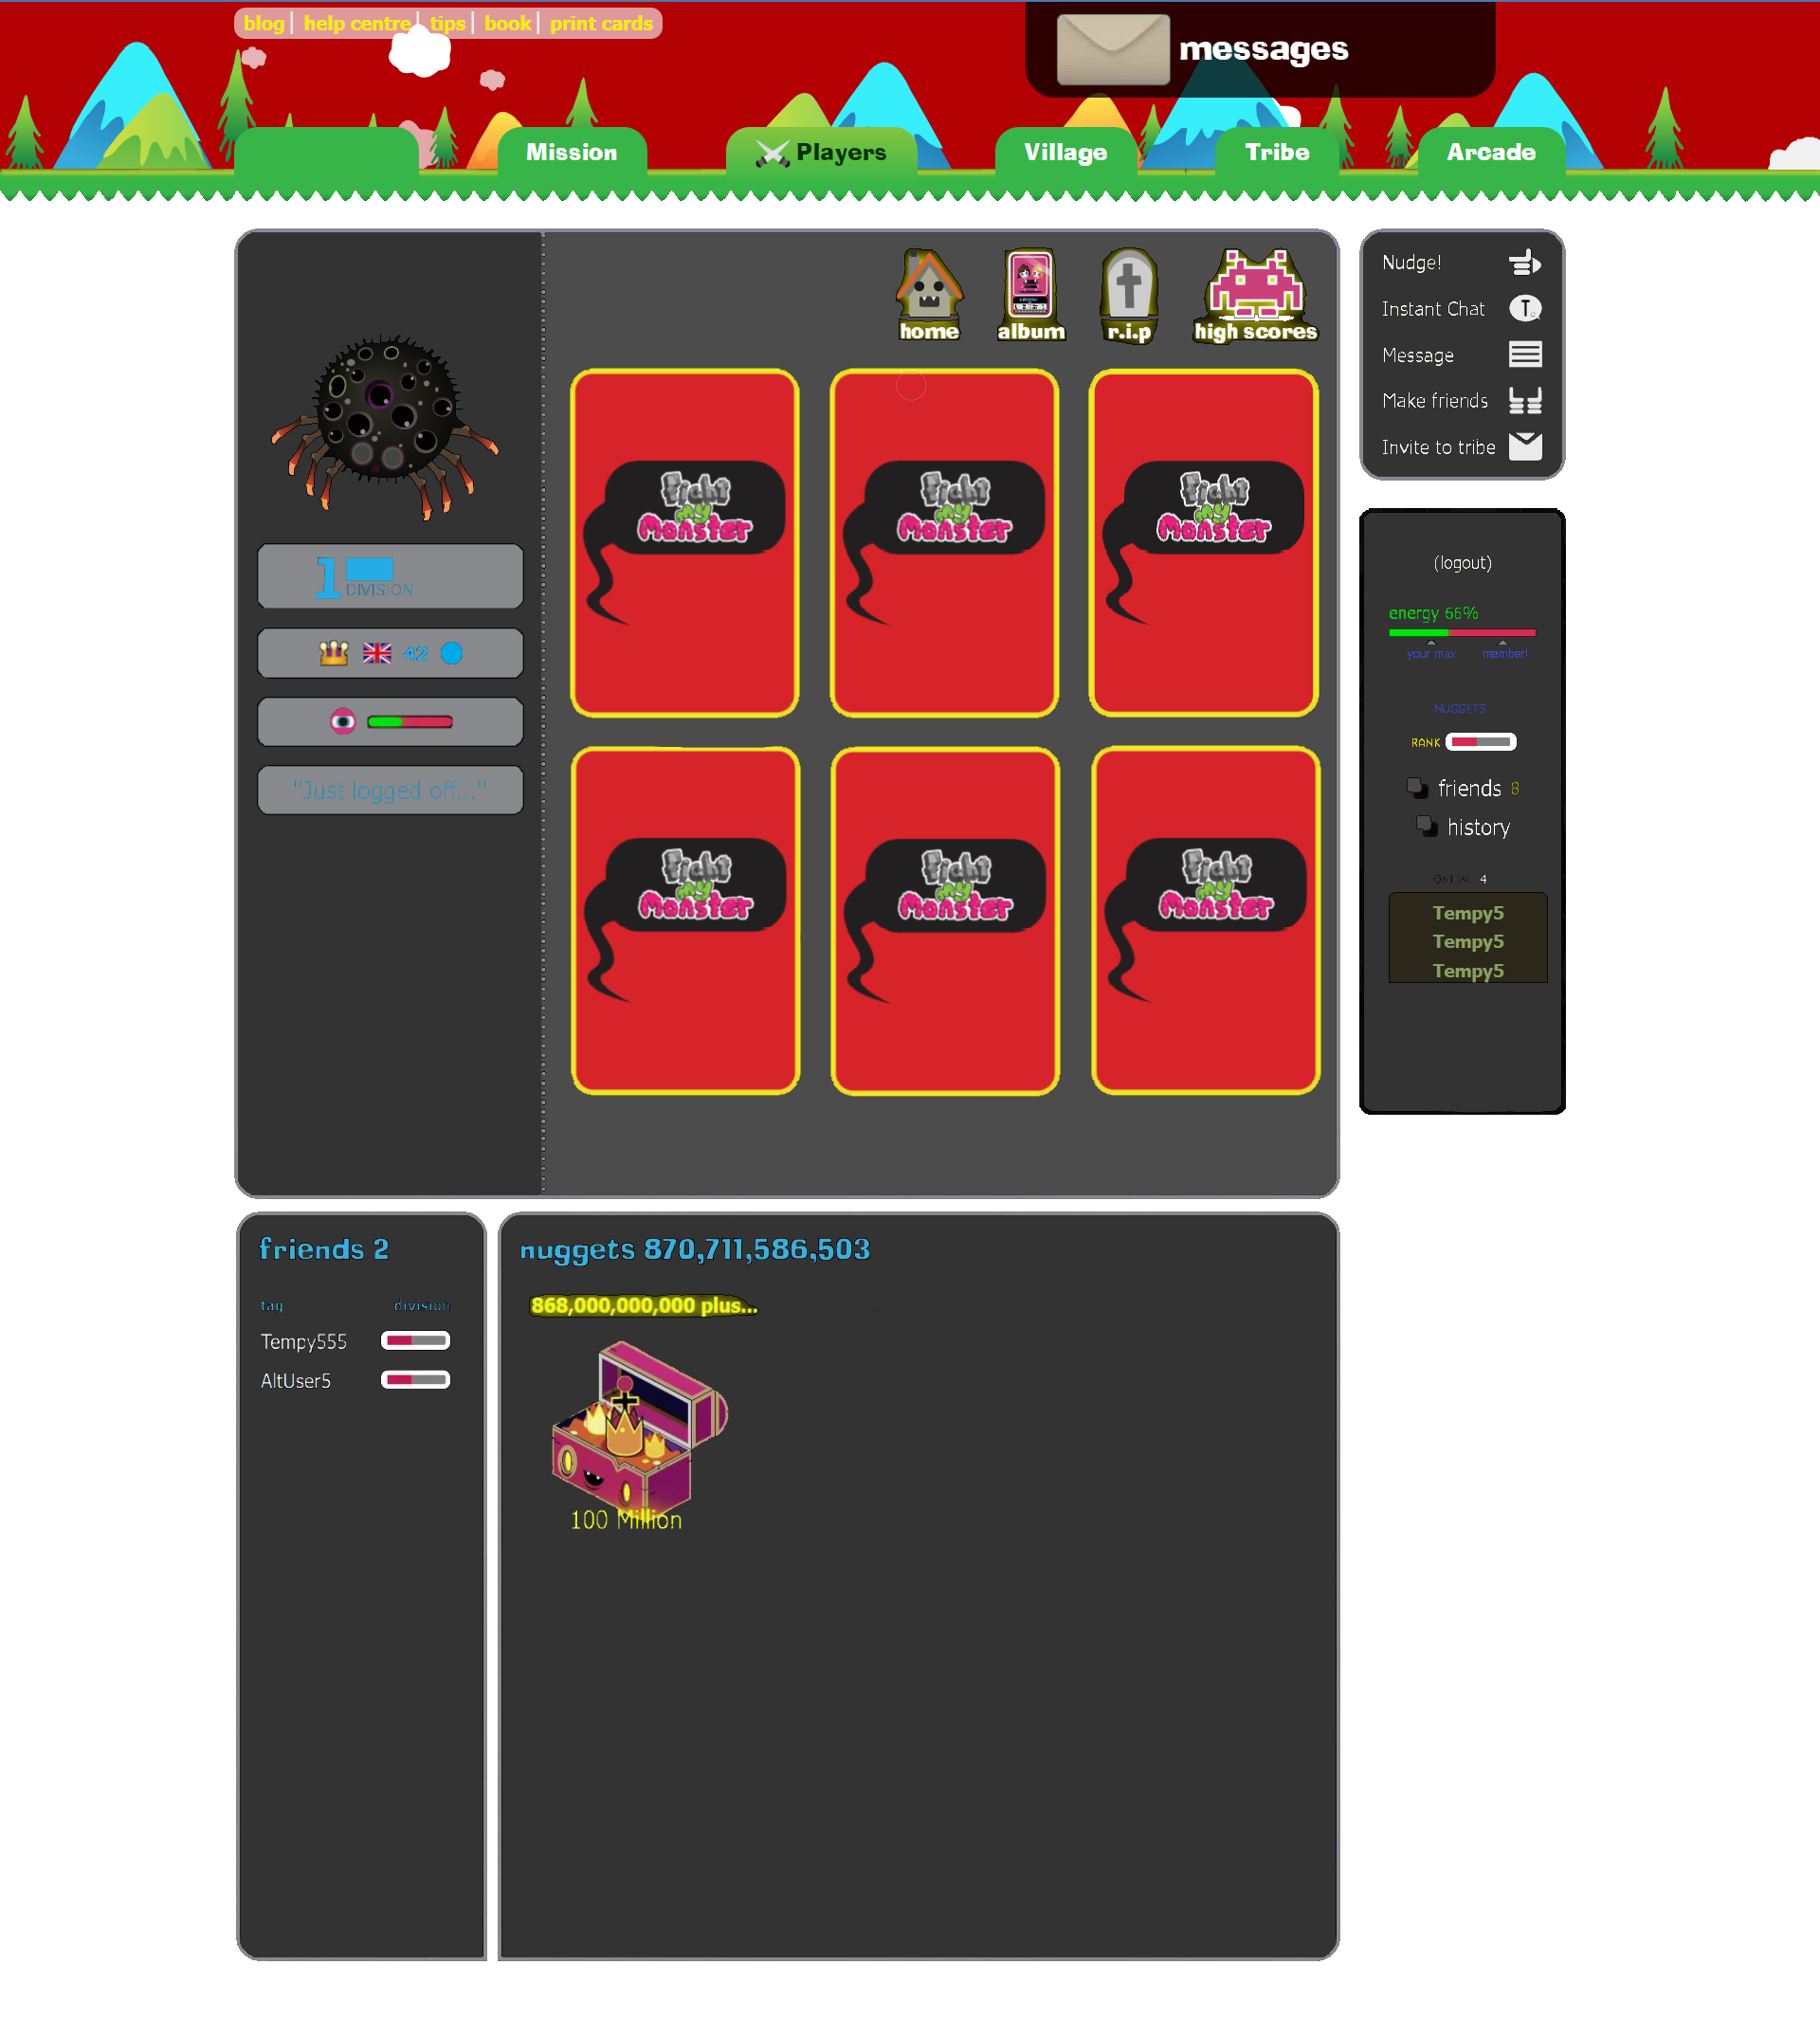 blog | help centre | tips | book | print cards
messages
Mission
Players
Village
Tribe
Arcade
home
album
r.i.p
high scores
Fight
my
Monster
Fight
my
Monster
Fight
my
Monster
Fight
my
Monster
Fight
my
Monster
Fight
my
Monster
1
DIVISION
42
"Just logged off..."
Nudge!
Instant Chat
T
Message
Make friends
Invite to tribe
(logout)
energy 66%
your max
member!
NUGGETS
RANK
friends 8
history
4
Tempy5
Tempy5
Tempy5
friends 2
tag
division
Tempy555
AltUser5
nuggets 870,711,586,503
868,000,000,000 plus...
100 Million